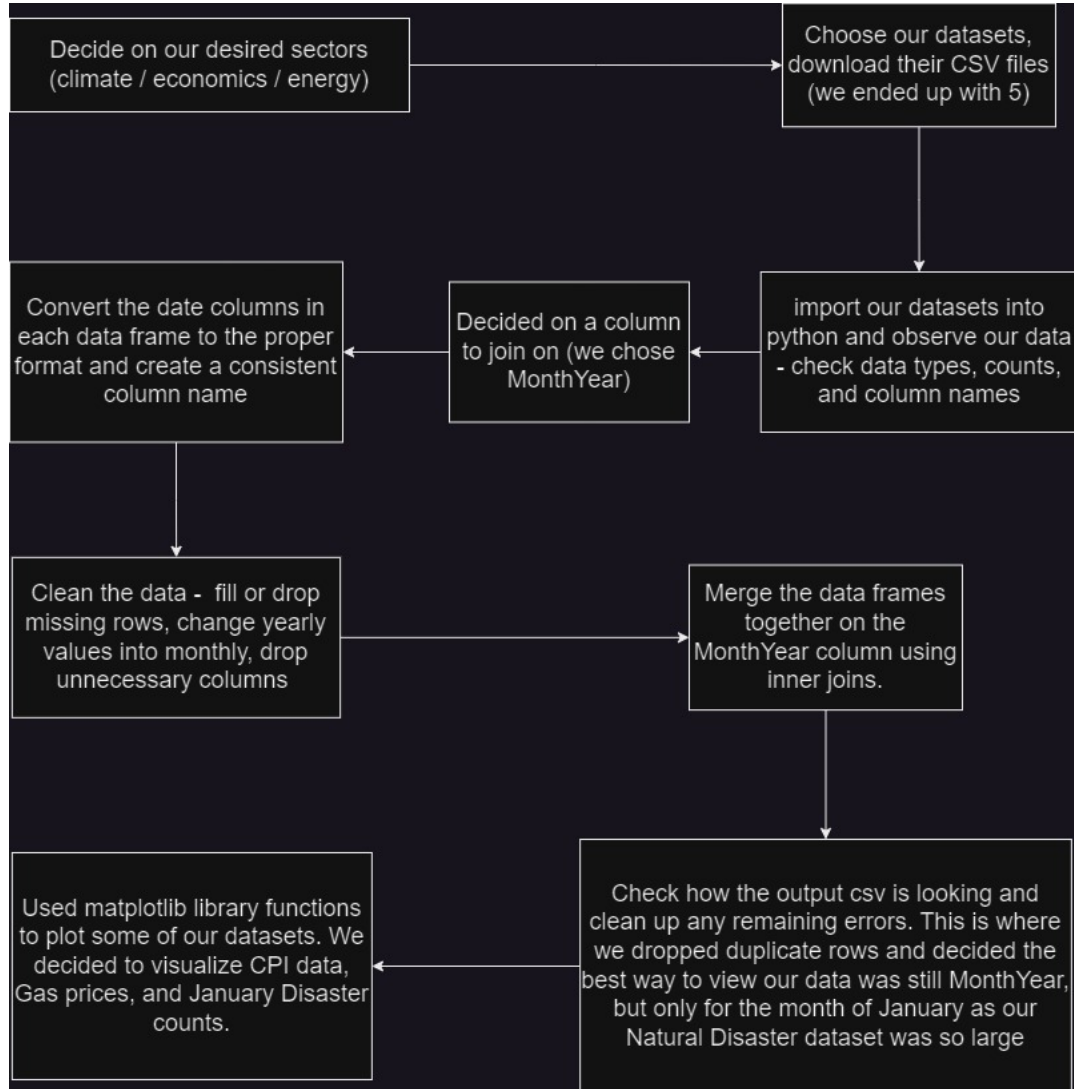 Decide on our desired sectors
(climate / economics / energy)
Choose our datasets,
download their CSV files
(we ended up with 5)
import our datasets into
python and observe our data
- check data types, counts,
and column names
Decided on a column
to join on (we chose
MonthYear)
Convert the date columns in
each data frame to the proper
format and create a consistent
column name
Clean the data -  fill or drop
missing rows, change yearly
values into monthly, drop
unnecessary columns
Merge the data frames
together on the
MonthYear column using
inner joins.
Check how the output csv is looking and
clean up any remaining errors. This is where
we dropped duplicate rows and decided the
best way to view our data was still MonthYear,
but only for the month of January as our
Natural Disaster dataset was so large
Used matplotlib library functions
to plot some of our datasets. We
decided to visualize CPI data,
Gas prices, and January Disaster
counts.